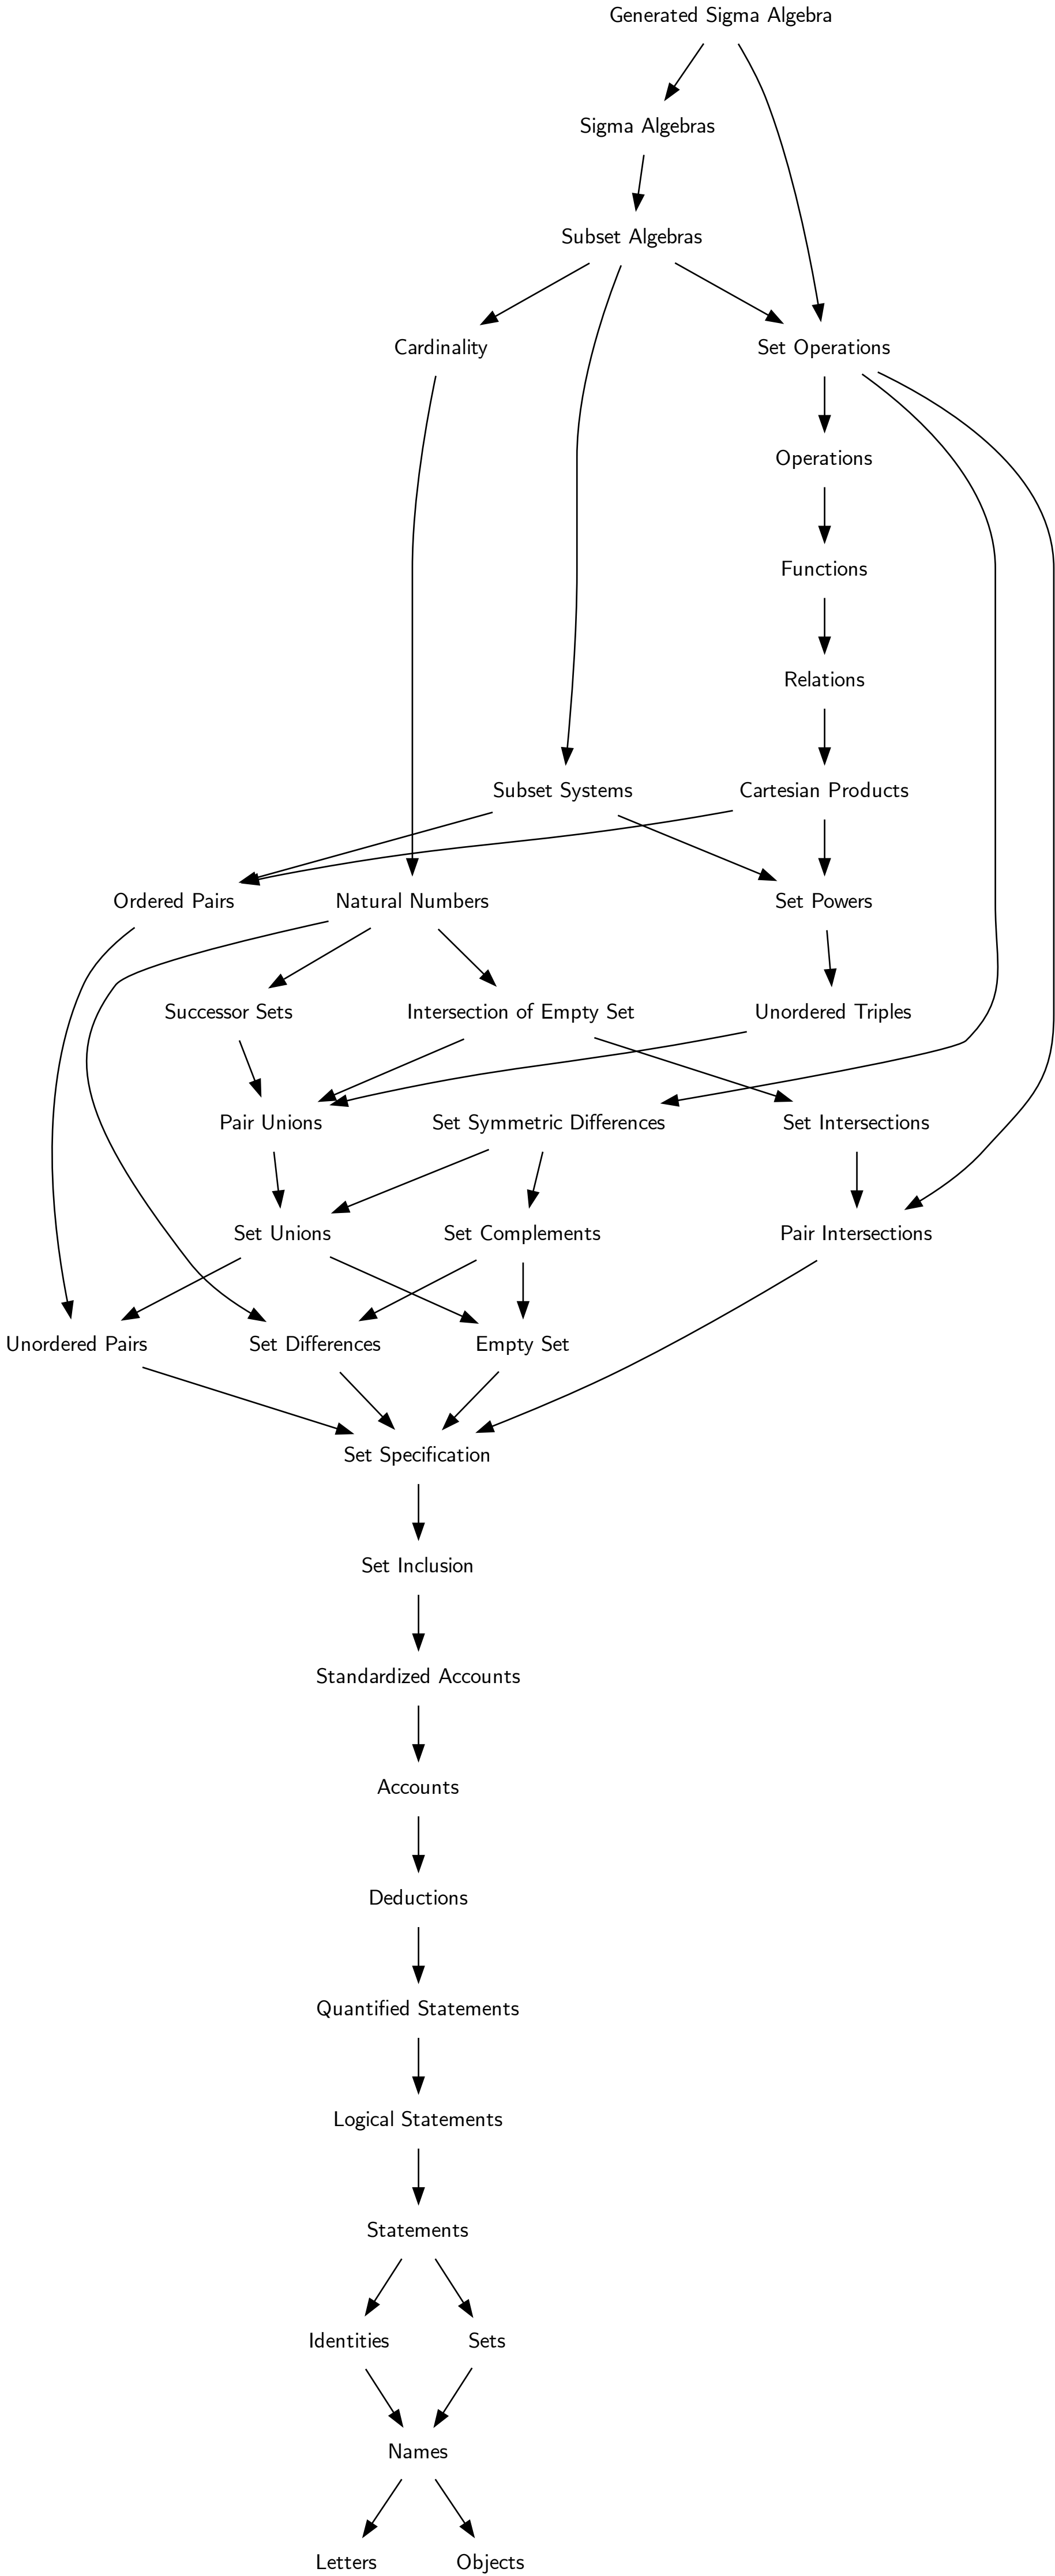 Generated Sigma Algebra
Sigma Algebras
Subset Algebras
Cardinality
Set Operations
Operations
Functions
Relations
Subset Systems
Cartesian Products
Ordered Pairs
Natural Numbers
Set Powers
Successor Sets
Intersection of Empty Set
Unordered Triples
Pair Unions
Set Symmetric Differences
Set Intersections
Set Unions
Set Complements
Pair Intersections
Unordered Pairs
Set Differences
Empty Set
Set Specification
Set Inclusion
Standardized Accounts
Accounts
Deductions
Quantified Statements
Logical Statements
Statements
Identities
Sets
Names
Letters
Objects